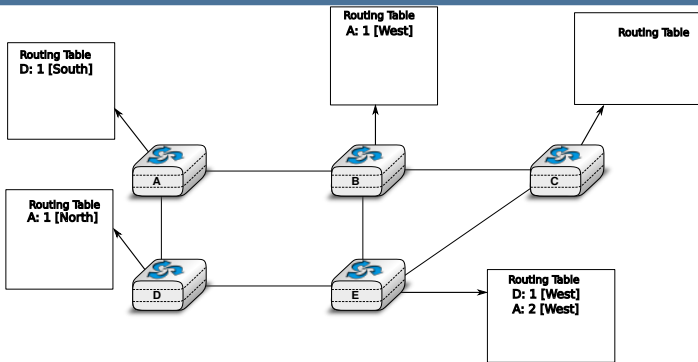 Routing Table
D: 1 [South]
Routing Table
A: 1 [West]
Routing Table
A
B
C
Routing Table
A: 1 [North]
D
E
Routing Table
D: 1 [West]
A: 2 [West]